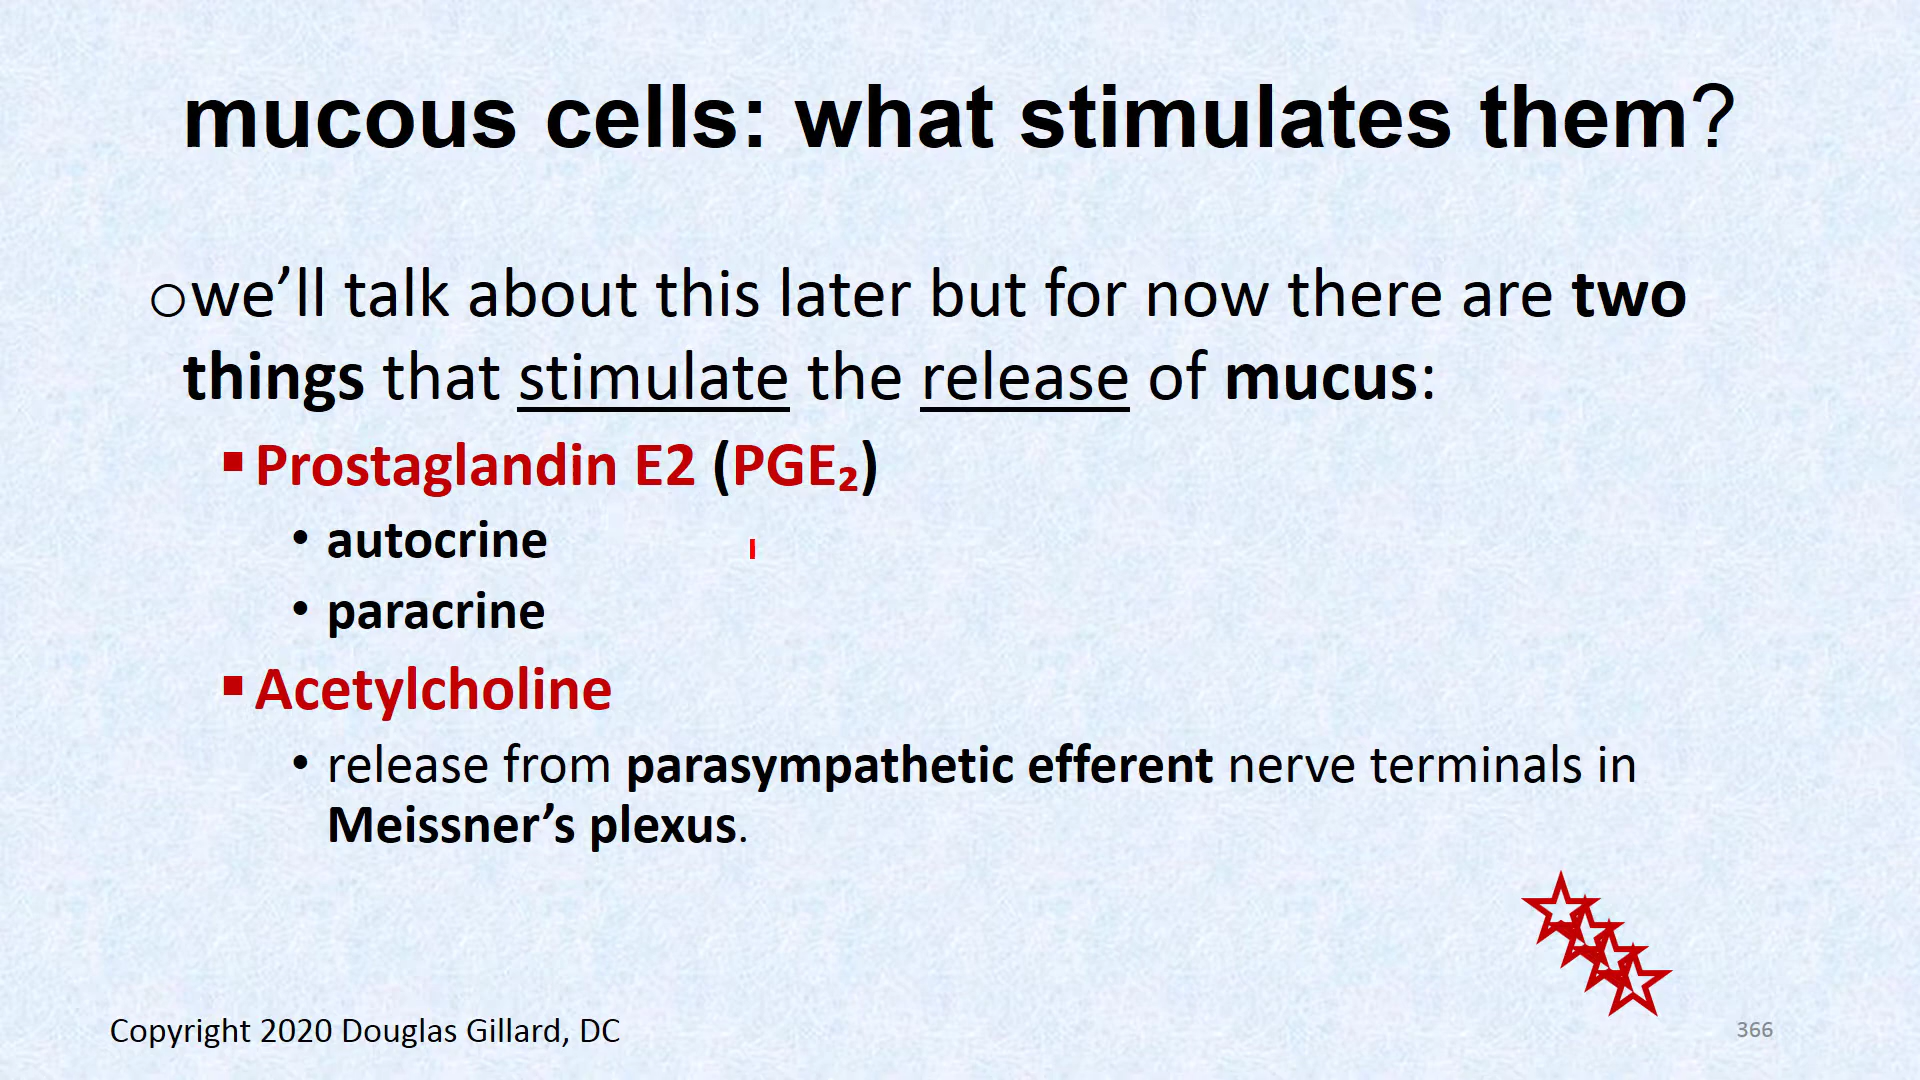 mucous cells: what stimulates them?
○we’ll talk about this later but for now there are two
things that stimulate the release of mucus:
▪Prostaglandin E2 (PGE₂)
• autocrine
• paracrine
▪Acetylcholine
• release from parasympathetic efferent nerve terminals in
Meissner’s plexus.
Copyright 2020 Douglas Gillard, DC
366